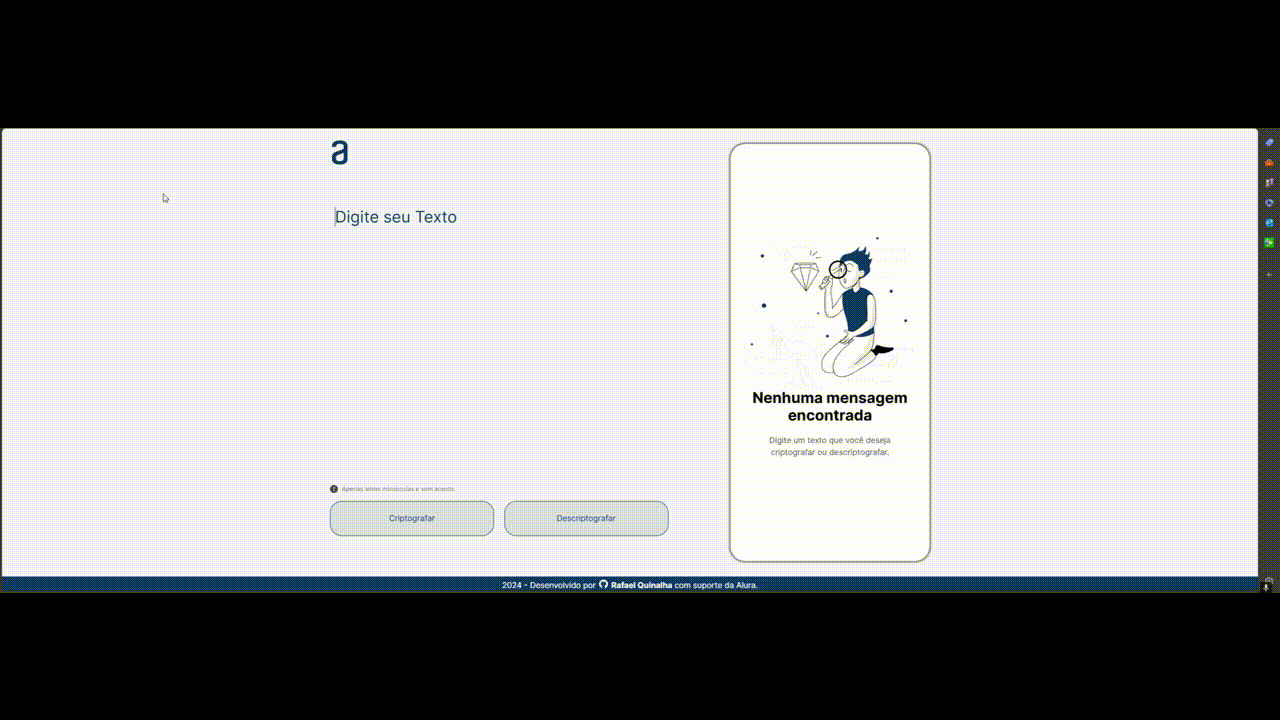 a
Digite seu Texto
Apenas letras minúsculas e sem acento.
Criptografar
Descriptografar
Nenhuma mensagem
encontrada
Digite um texto que você deseja
criptografar ou descriptografar.
2024 - Desenvolvido por Rafael Quinalha com suporte da Alura.